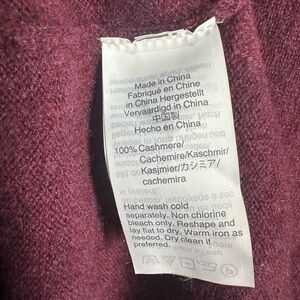 Made in China
Fabriqué en Chine
in China Hergestellt
Vervaardigd in China
中国製
Hecho en China
100% Cashmere/
Cachemire/Kaschmir/
Kasjmier/カシミア/
cachemira
Hand wash cold
separately. Non chlorine
bleach only. Reshape and
lay flat to dry. Warm iron as
needed. Dry clean if
preferred.